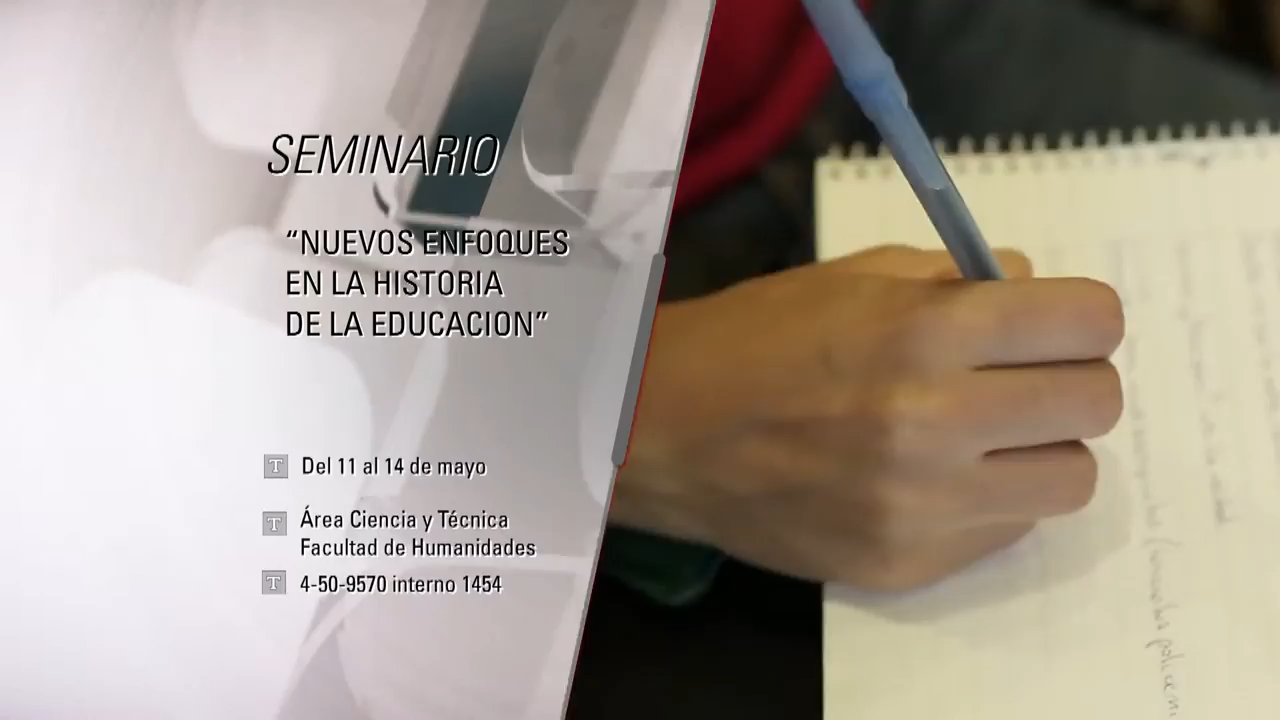 SEMINARIO
“NUEVOS ENFOQUES
EN LA HISTORIA
DE LA EDUCACION”
T Del 11 al 14 de mayo
T Área Ciencia y Técnica
Facultad de Humanidades
T 4-50-9570 interno 1454